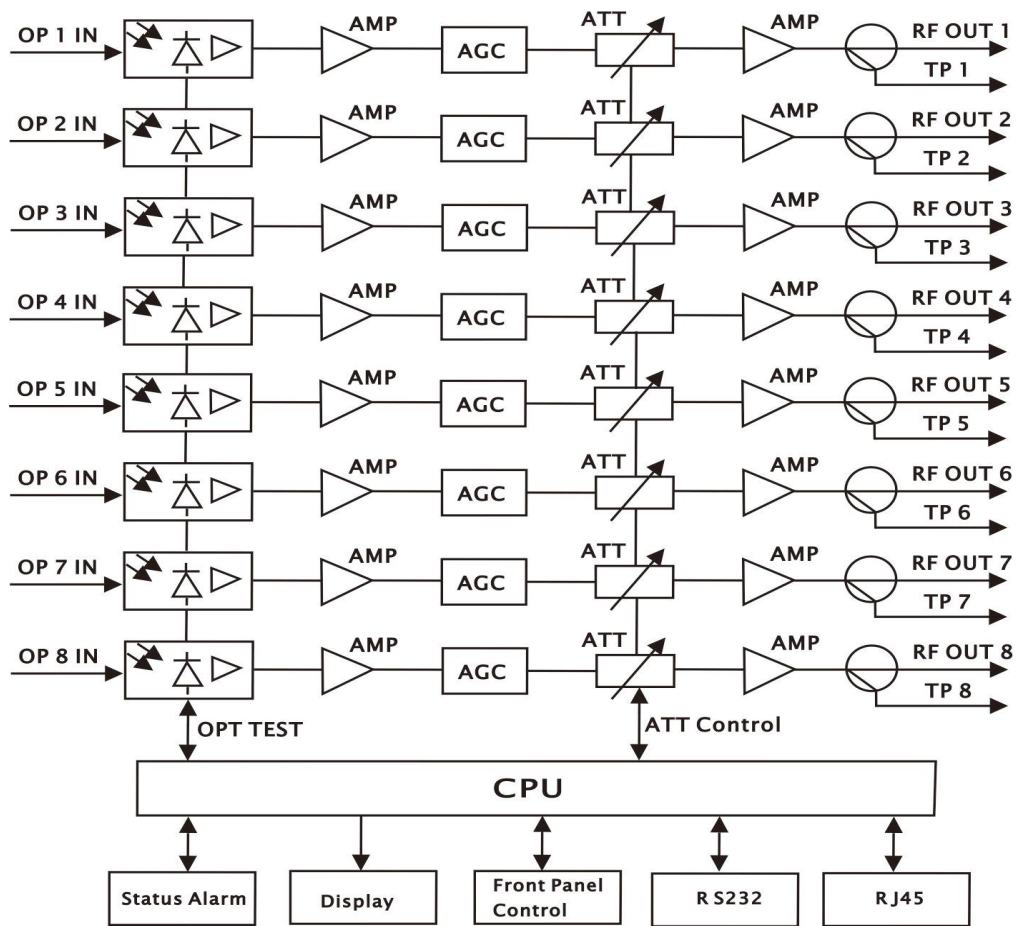 OP 1 IN AMP AGC ATT AMP RF OUT 1
TP 1
OP 2 IN AMP AGC ATT AMP RF OUT 2
TP 2
OP 3 IN AMP AGC ATT AMP RF OUT 3
TP 3
OP 4 IN AMP AGC ATT AMP RF OUT 4
TP 4
OP 5 IN AMP AGC ATT AMP RF OUT 5
TP 5
OP 6 IN AMP AGC ATT AMP RF OUT 6
TP 6
OP 7 IN AMP AGC ATT AMP RF OUT 7
TP 7
OP 8 IN AMP AGC ATT AMP RF OUT 8
TP 8
OPT TEST ATT Control
CPU
Status Alarm
Display
Front Panel
Control
RS232
RJ45